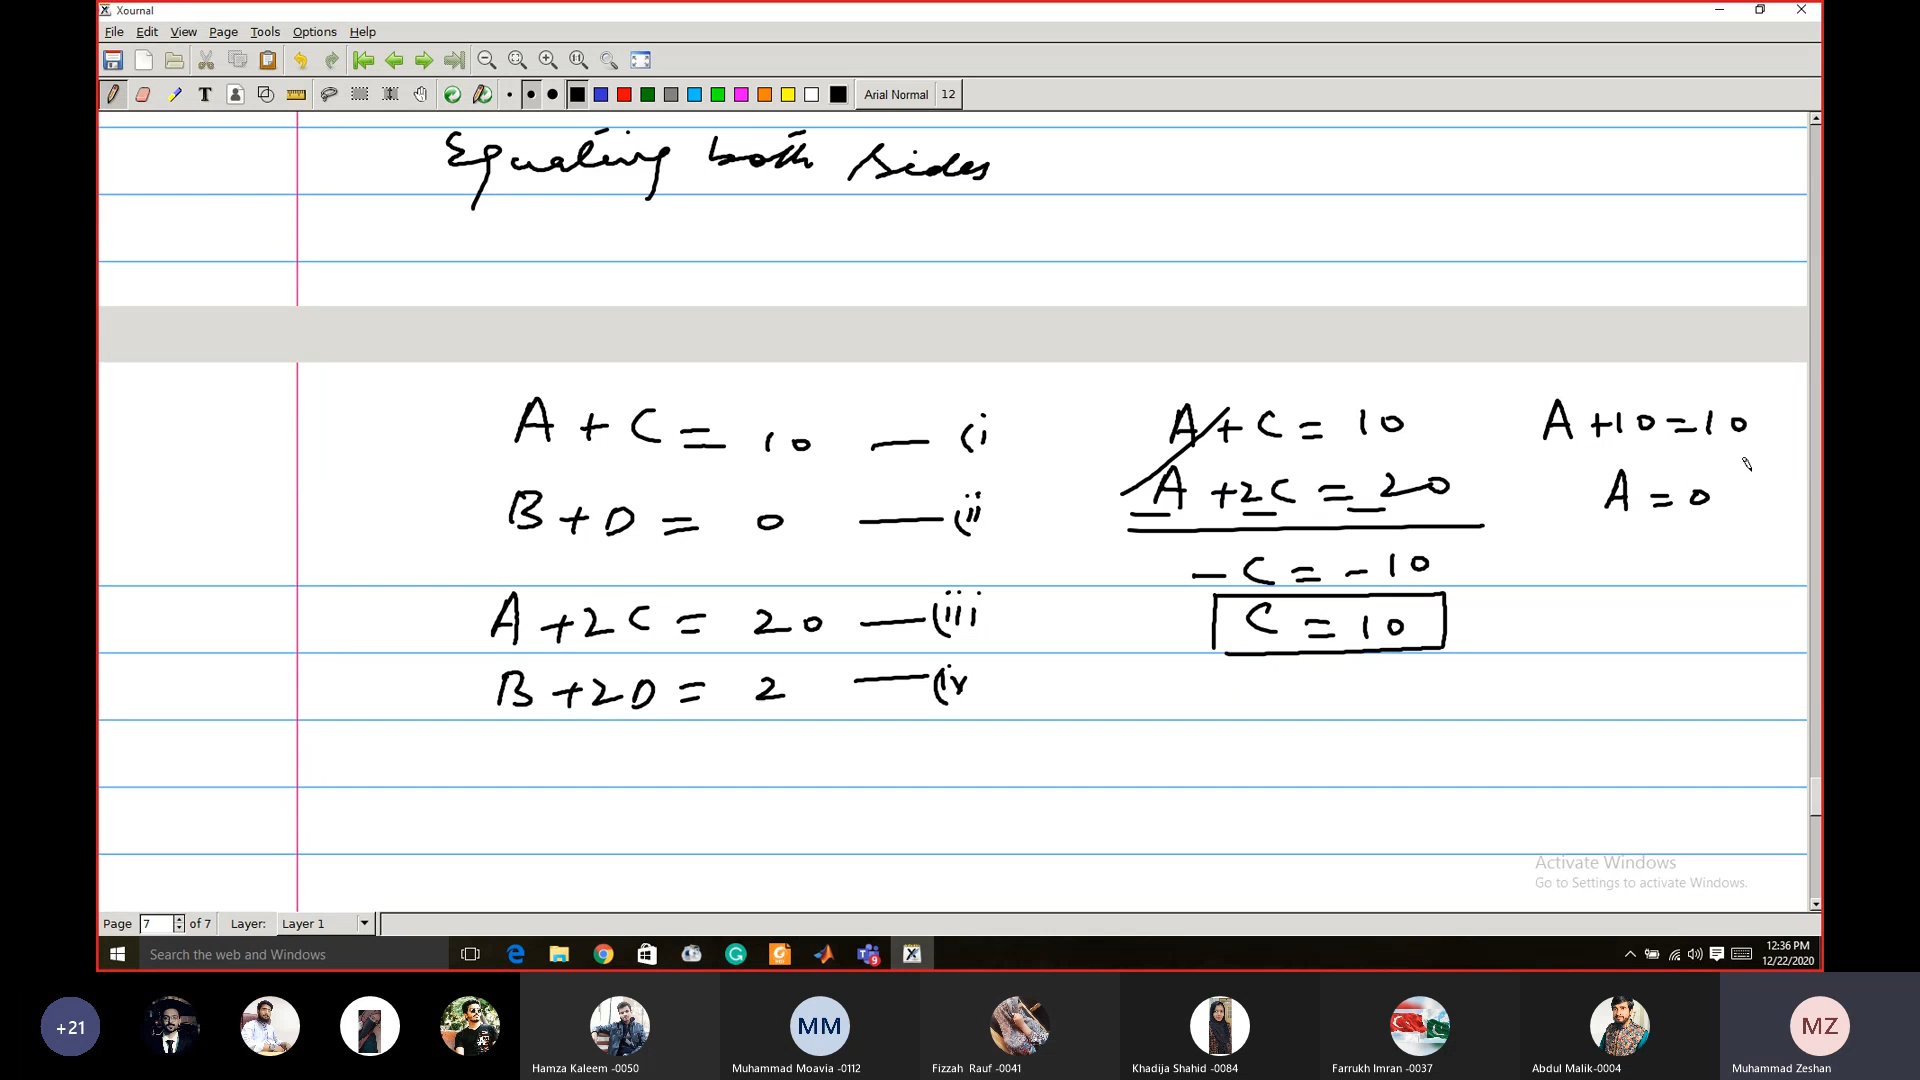 Xournal
File Edit View Page Tools Options Help
Arial Normal 12
Equating both sides
A + C = 10 — (i
B + D = 0 — (ii
A + 2C = 20 — (iii
B + 2D = 2 — (iv
A + C = 10
A + 2C = 20
- C = - 10
C = 10
A + 10 = 10
A = 0
Activate Windows
Go to Settings to activate Windows.
Page 7 of 7 Layer: Layer 1
Search the web and Windows
9
12:36 PM
12/22/2020
+21
MM
MZ
Hamza Kaleem -0050
Muhammad Moavia -0112
Fizzah Rauf -0041
Khadija Shahid -0084
Farrukh Imran -0037
Abdul Malik-0004
Muhammad Zeshan